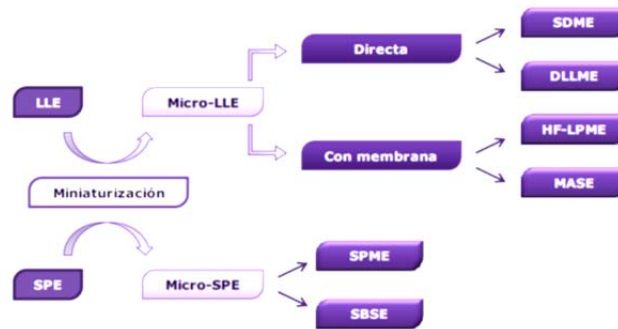 SDME
Directa
LLE
Micro-LLE
DLLME
HF-LPME
Con membrana
MASE
Miniaturización
SPME
SPE
Micro-SPE
SBSE